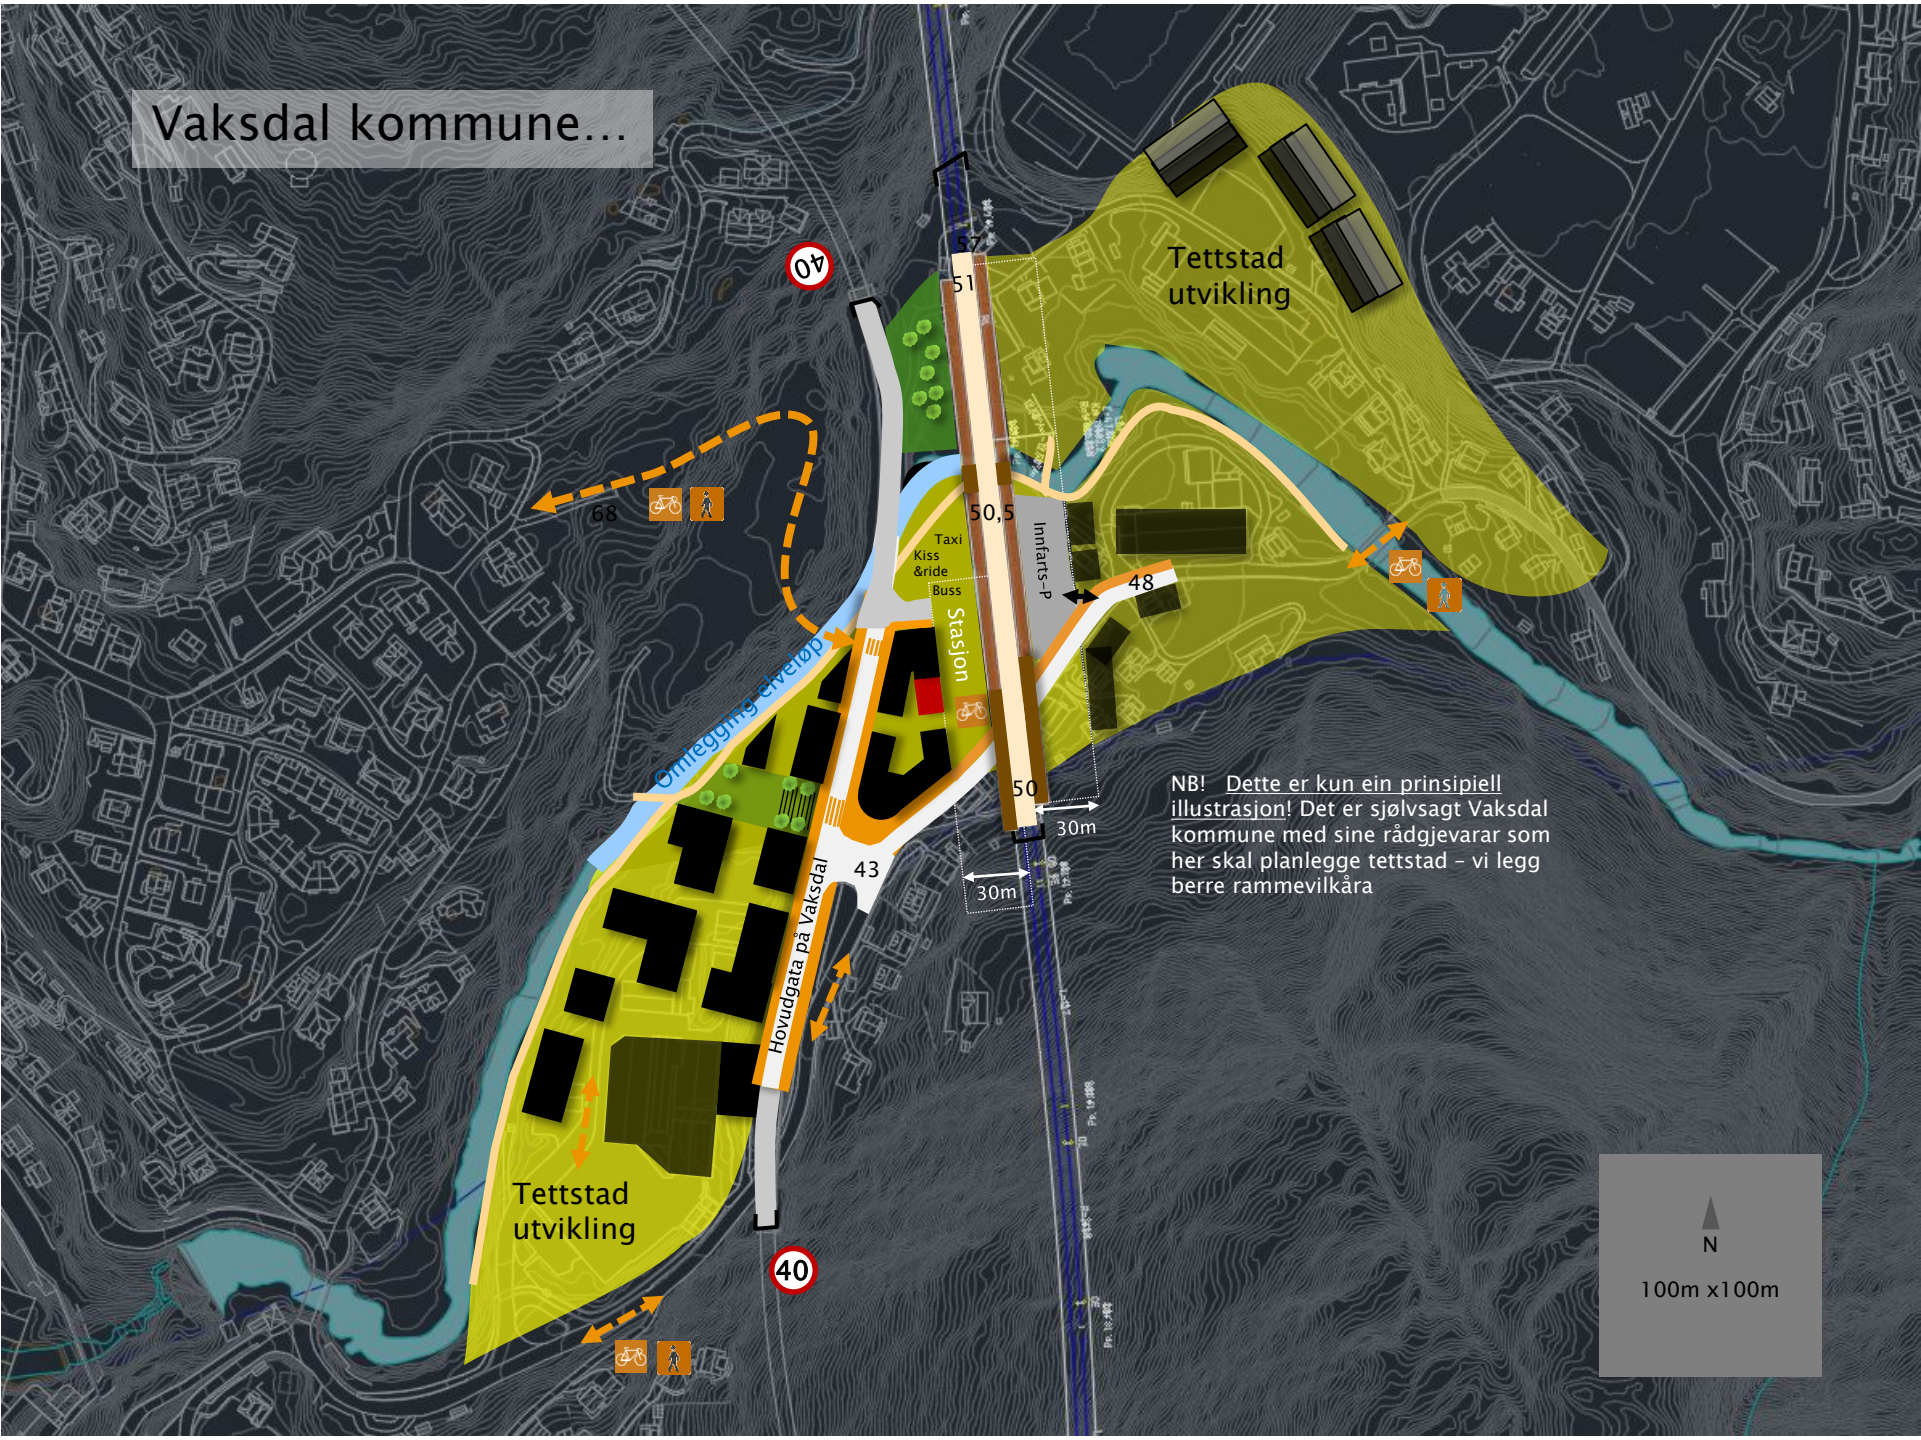 Vaksdal kommune...
40
57
51
Tettstad
utvikling
68
50,5
Taxi
Kiss
&ride
Buss
Innfarts-P
48
Stasjon
Omlegging elveløp
50
30m
30m
43
Hovudgata på Vaksdal
NB! Dette er kun ein prinsipiell
illustrasjon! Det er sjølvsagt Vaksdal
kommune med sine rådgjevarar som
her skal planlegge tettstad – vi legg
berre rammevilkåra
Tettstad
utvikling
40
N
100m x100m